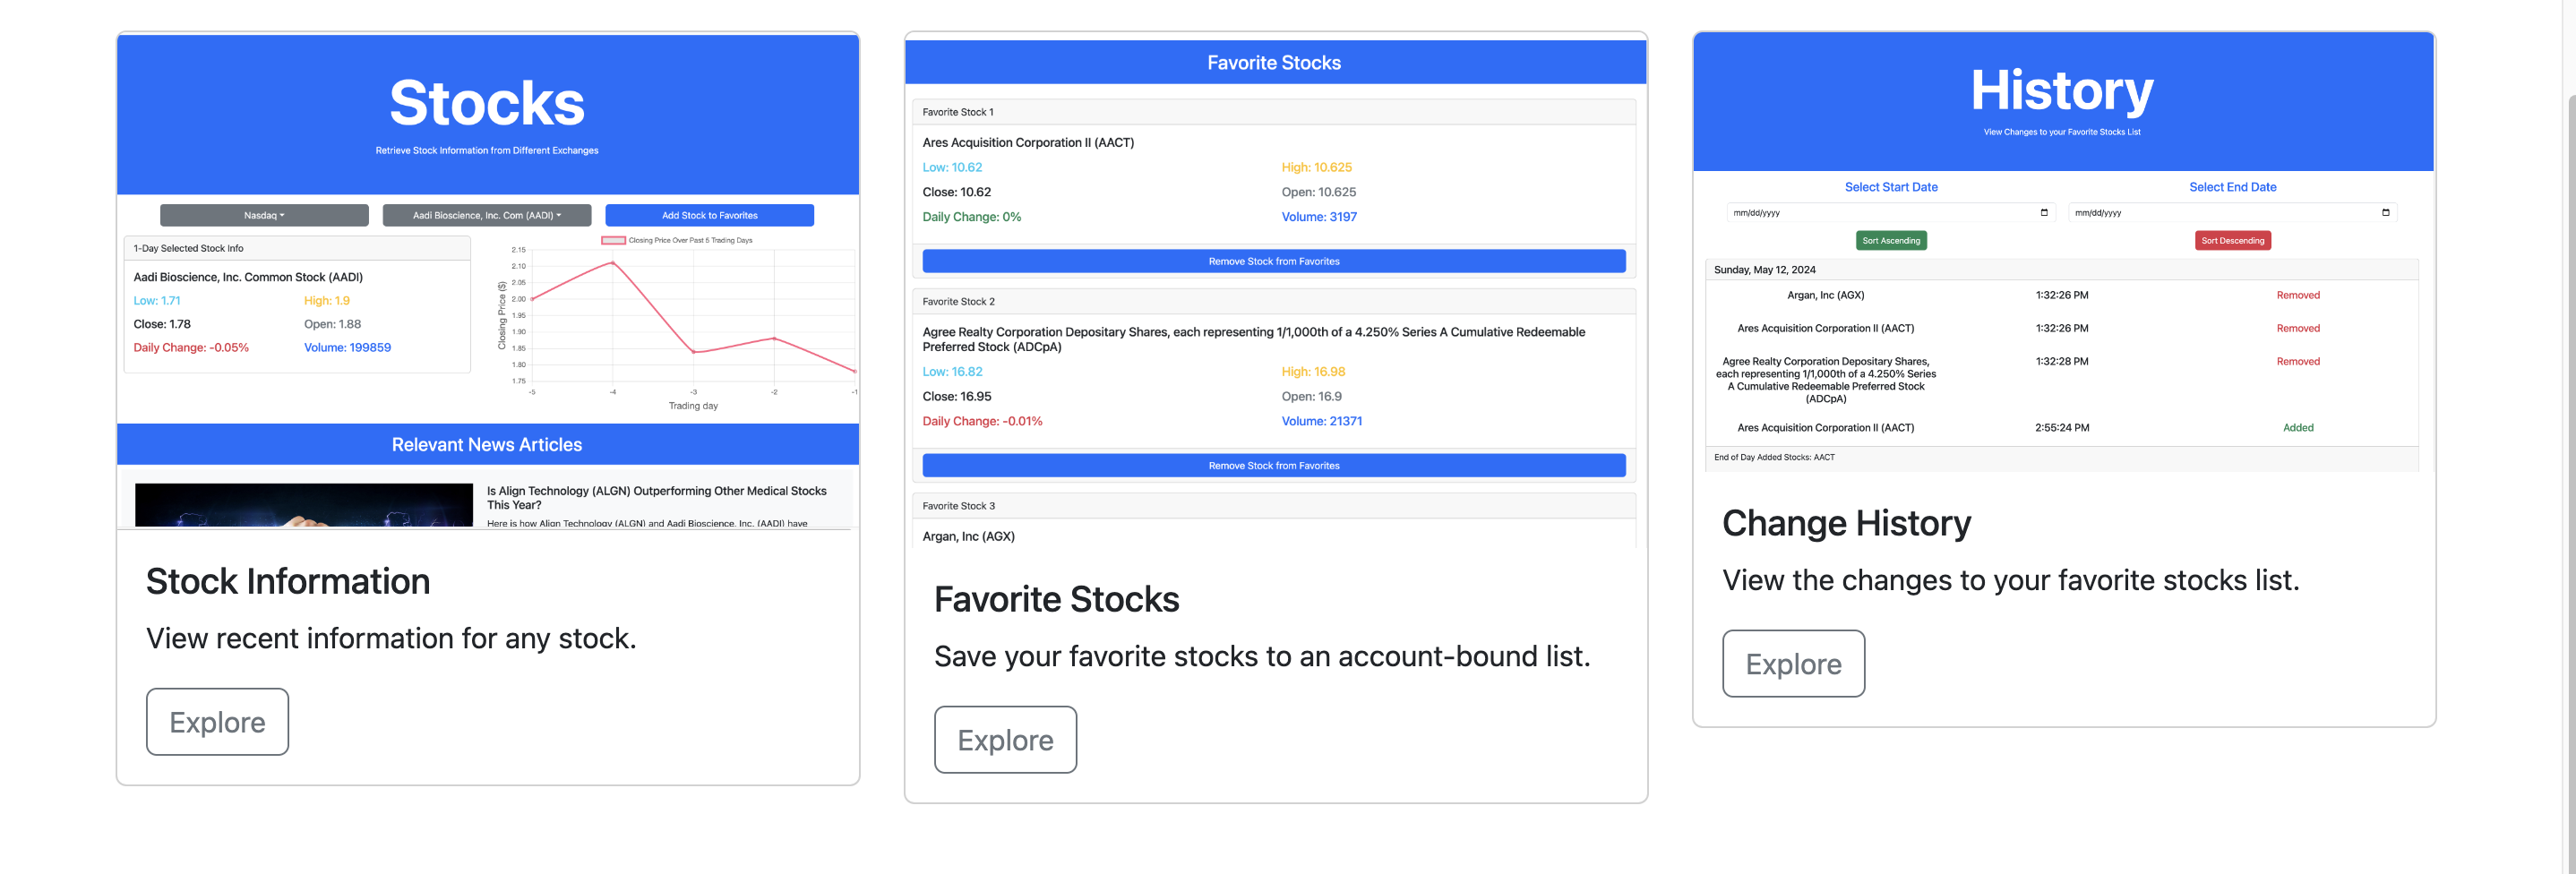 Stocks
Retrieve Stock Information from Different Exchanges
Nasdaq
Aadi Bioscience, Inc. Com (AADI)
Add Stock to Favorites
1-Day Selected Stock Info
Aadi Bioscience, Inc. Common Stock (AADI)
Low: 1.71
High: 1.9
Close: 1.78
Open: 1.88
Daily Change: -0.05%
Volume: 199859
Closing Price Over Past 5 Trading Days
Closing Price ($)
2.15
2.10
2.05
2.00
1.95
1.90
1.85
1.80
1.75
-5
-4
-3
-2
-1
Trading day
Relevant News Articles
Is Align Technology (ALGN) Outperforming Other Medical Stocks
This Year?
Here is how Align Technology (ALGN) and Aadi Bioscience, Inc. (AADI) have
Stock Information
View recent information for any stock.
Explore
Favorite Stocks
Favorite Stock 1
Ares Acquisition Corporation II (AACT)
Low: 10.62
High: 10.625
Close: 10.62
Open: 10.625
Daily Change: 0%
Volume: 3197
Remove Stock from Favorites
Favorite Stock 2
Agree Realty Corporation Depositary Shares, each representing 1/1,000th of a 4.250% Series A Cumulative Redeemable
Preferred Stock (ADCpA)
Low: 16.82
High: 16.98
Close: 16.95
Open: 16.9
Daily Change: -0.01%
Volume: 21371
Remove Stock from Favorites
Favorite Stock 3
Argan, Inc (AGX)
Favorite Stocks
Save your favorite stocks to an account-bound list.
Explore
History
View Changes to your Favorite Stocks List
Select Start Date
Select End Date
mm/dd/yyyy
mm/dd/yyyy
Sort Ascending
Sort Descending
Sunday, May 12, 2024
Argan, Inc (AGX)
1:32:26 PM
Removed
Ares Acquisition Corporation II (AACT)
1:32:26 PM
Removed
Agree Realty Corporation Depositary Shares,
each representing 1/1,000th of a 4.250% Series
A Cumulative Redeemable Preferred Stock
(ADCpA)
1:32:28 PM
Removed
Ares Acquisition Corporation II (AACT)
2:55:24 PM
Added
End of Day Added Stocks: AACT
Change History
View the changes to your favorite stocks list.
Explore